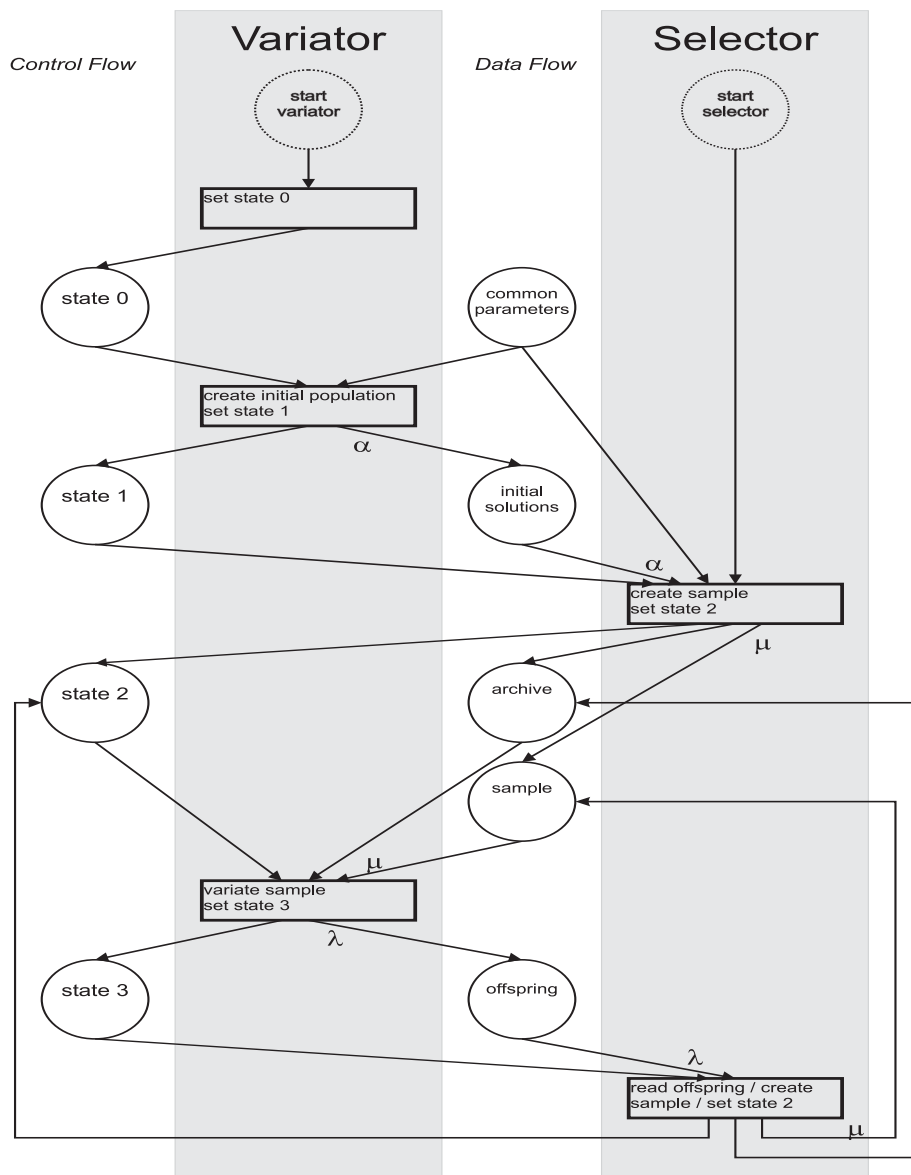 Variator
Selector
Control Flow
Data Flow
start
variator
start
selector
set state 0
state 0
common
parameters
create initial population
set state 1
α
state 1
initial
solutions
α
create sample
set state 2
μ
state 2
archive
sample
μ
variate sample
set state 3
λ
state 3
offspring
λ
read offspring / create
sample / set state 2
μ